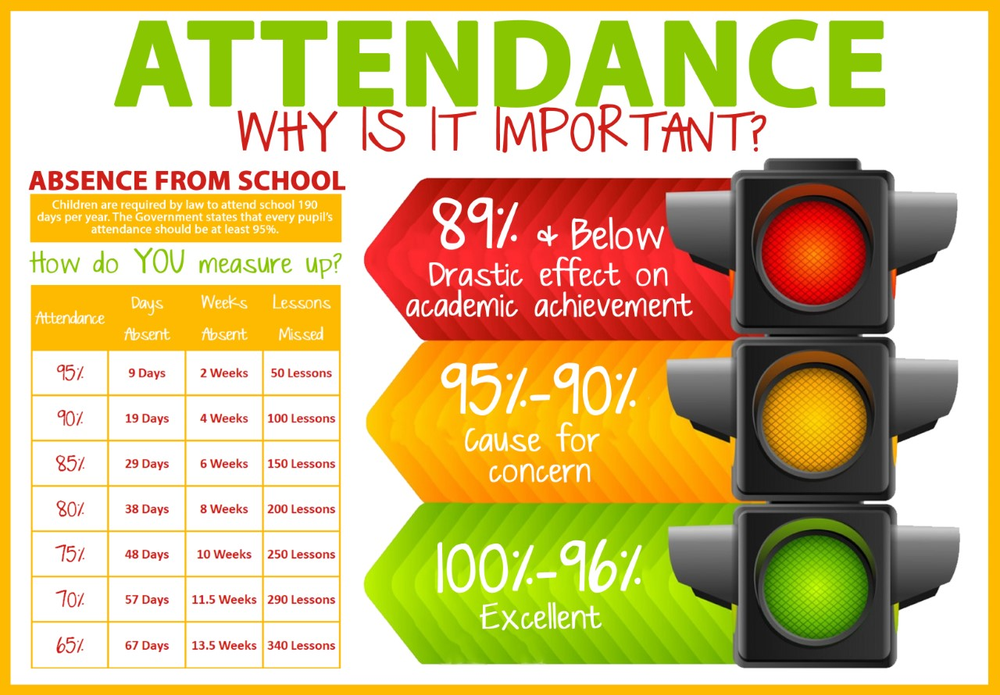 ATTENDANCE
WHY IS IT IMPORTANT?
ABSENCE FROM SCHOOL
Children are required by law to attend school 190
days per year. The Government states that every pupil's
attendance should be at least 95%.
How do YOU measure up?
Attendance Days Absent Weeks Absent Lessons Missed
95% 9 Days 2 Weeks 50 Lessons
90% 19 Days 4 Weeks 100 Lessons
85% 29 Days 6 Weeks 150 Lessons
80% 38 Days 8 Weeks 200 Lessons
75% 48 Days 10 Weeks 250 Lessons
70% 57 Days 11.5 Weeks 290 Lessons
65% 67 Days 13.5 Weeks 340 Lessons
89% & Below
Drastic effect on
academic achievement
95%-90%
Cause for
concern
100%-96%
Excellent